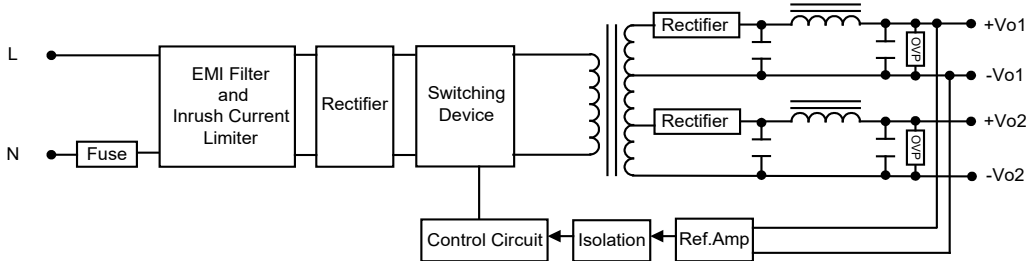 L
N
Fuse
EMI Filter
and
Inrush Current
Limiter
Rectifier
Switching
Device
Rectifier
OVP
+Vo1
-Vo1
Rectifier
OVP
+Vo2
-Vo2
Control Circuit
Isolation
Ref.Amp